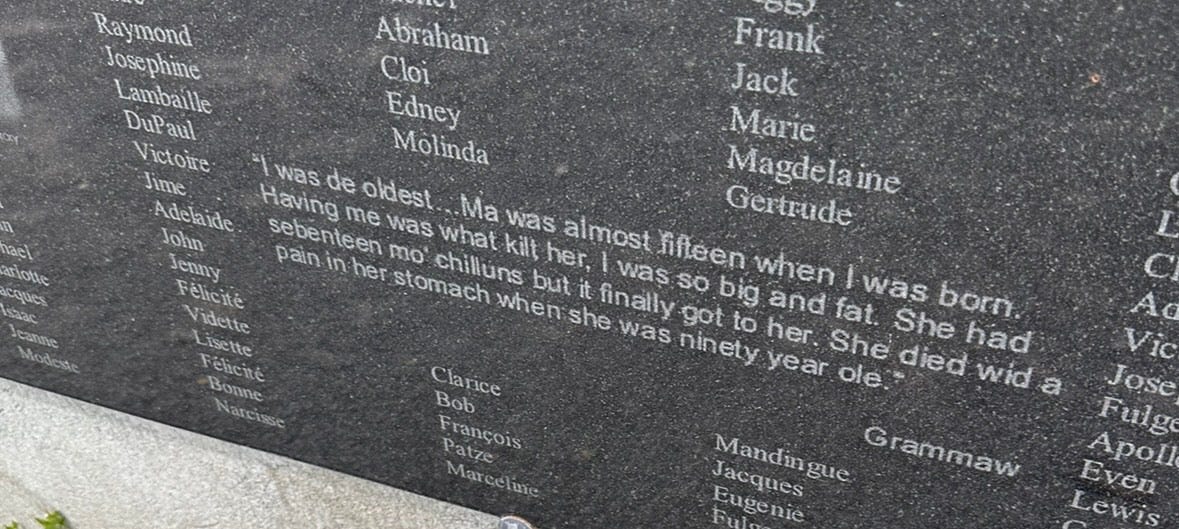 Raymond
Josephine
Lambaille
DuPaul
Victoire
Jime
Adelaide
John
Jenny
Félicité
Vidette
Lisette
Félicité
Bonne
Narcisse
Isaac
Jeanne
Modeste
Abraham
Cloi
Edney
Molinda
Frank
Jack
Marie
Magdelaine
Gertrude
"I was de oldest...Ma was almost fifteen when I was born.
Having me was what kilt her, I was so big and fat. She had
sebenteen mo' chilluns but it finally got to her. She died wid a
pain in her stomach when she was ninety year ole."
Grammaw
Clarice
Bob
François
Patze
Marceline
Mandingue
Jacques
Eugenie
Even
Lewis